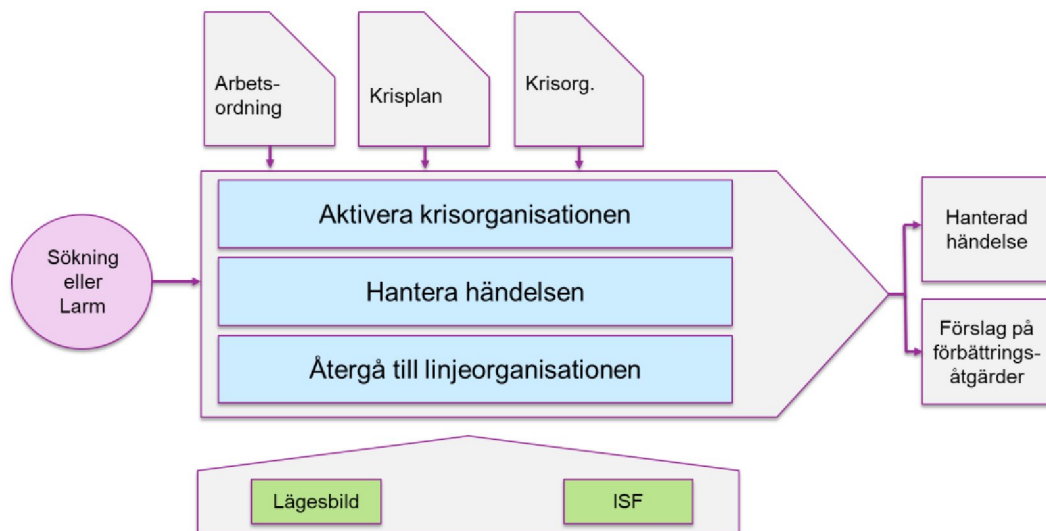 Arbets-
ordning
Krisplan
Krisorg.
Aktivera krisorganisationen
Sökning
eller
Larm
Hantera händelsen
Återgå till linjeorganisationen
Hanterad
händelse
Förslag på
förbättrings-
åtgärder
Lägesbild
ISF